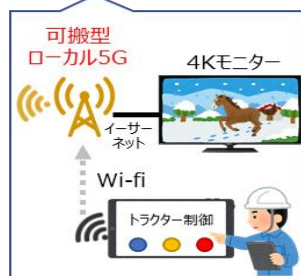 可搬型
ローカル5G
4Kモニター
イーサー
ネット
Wi-fi
トラクター制御